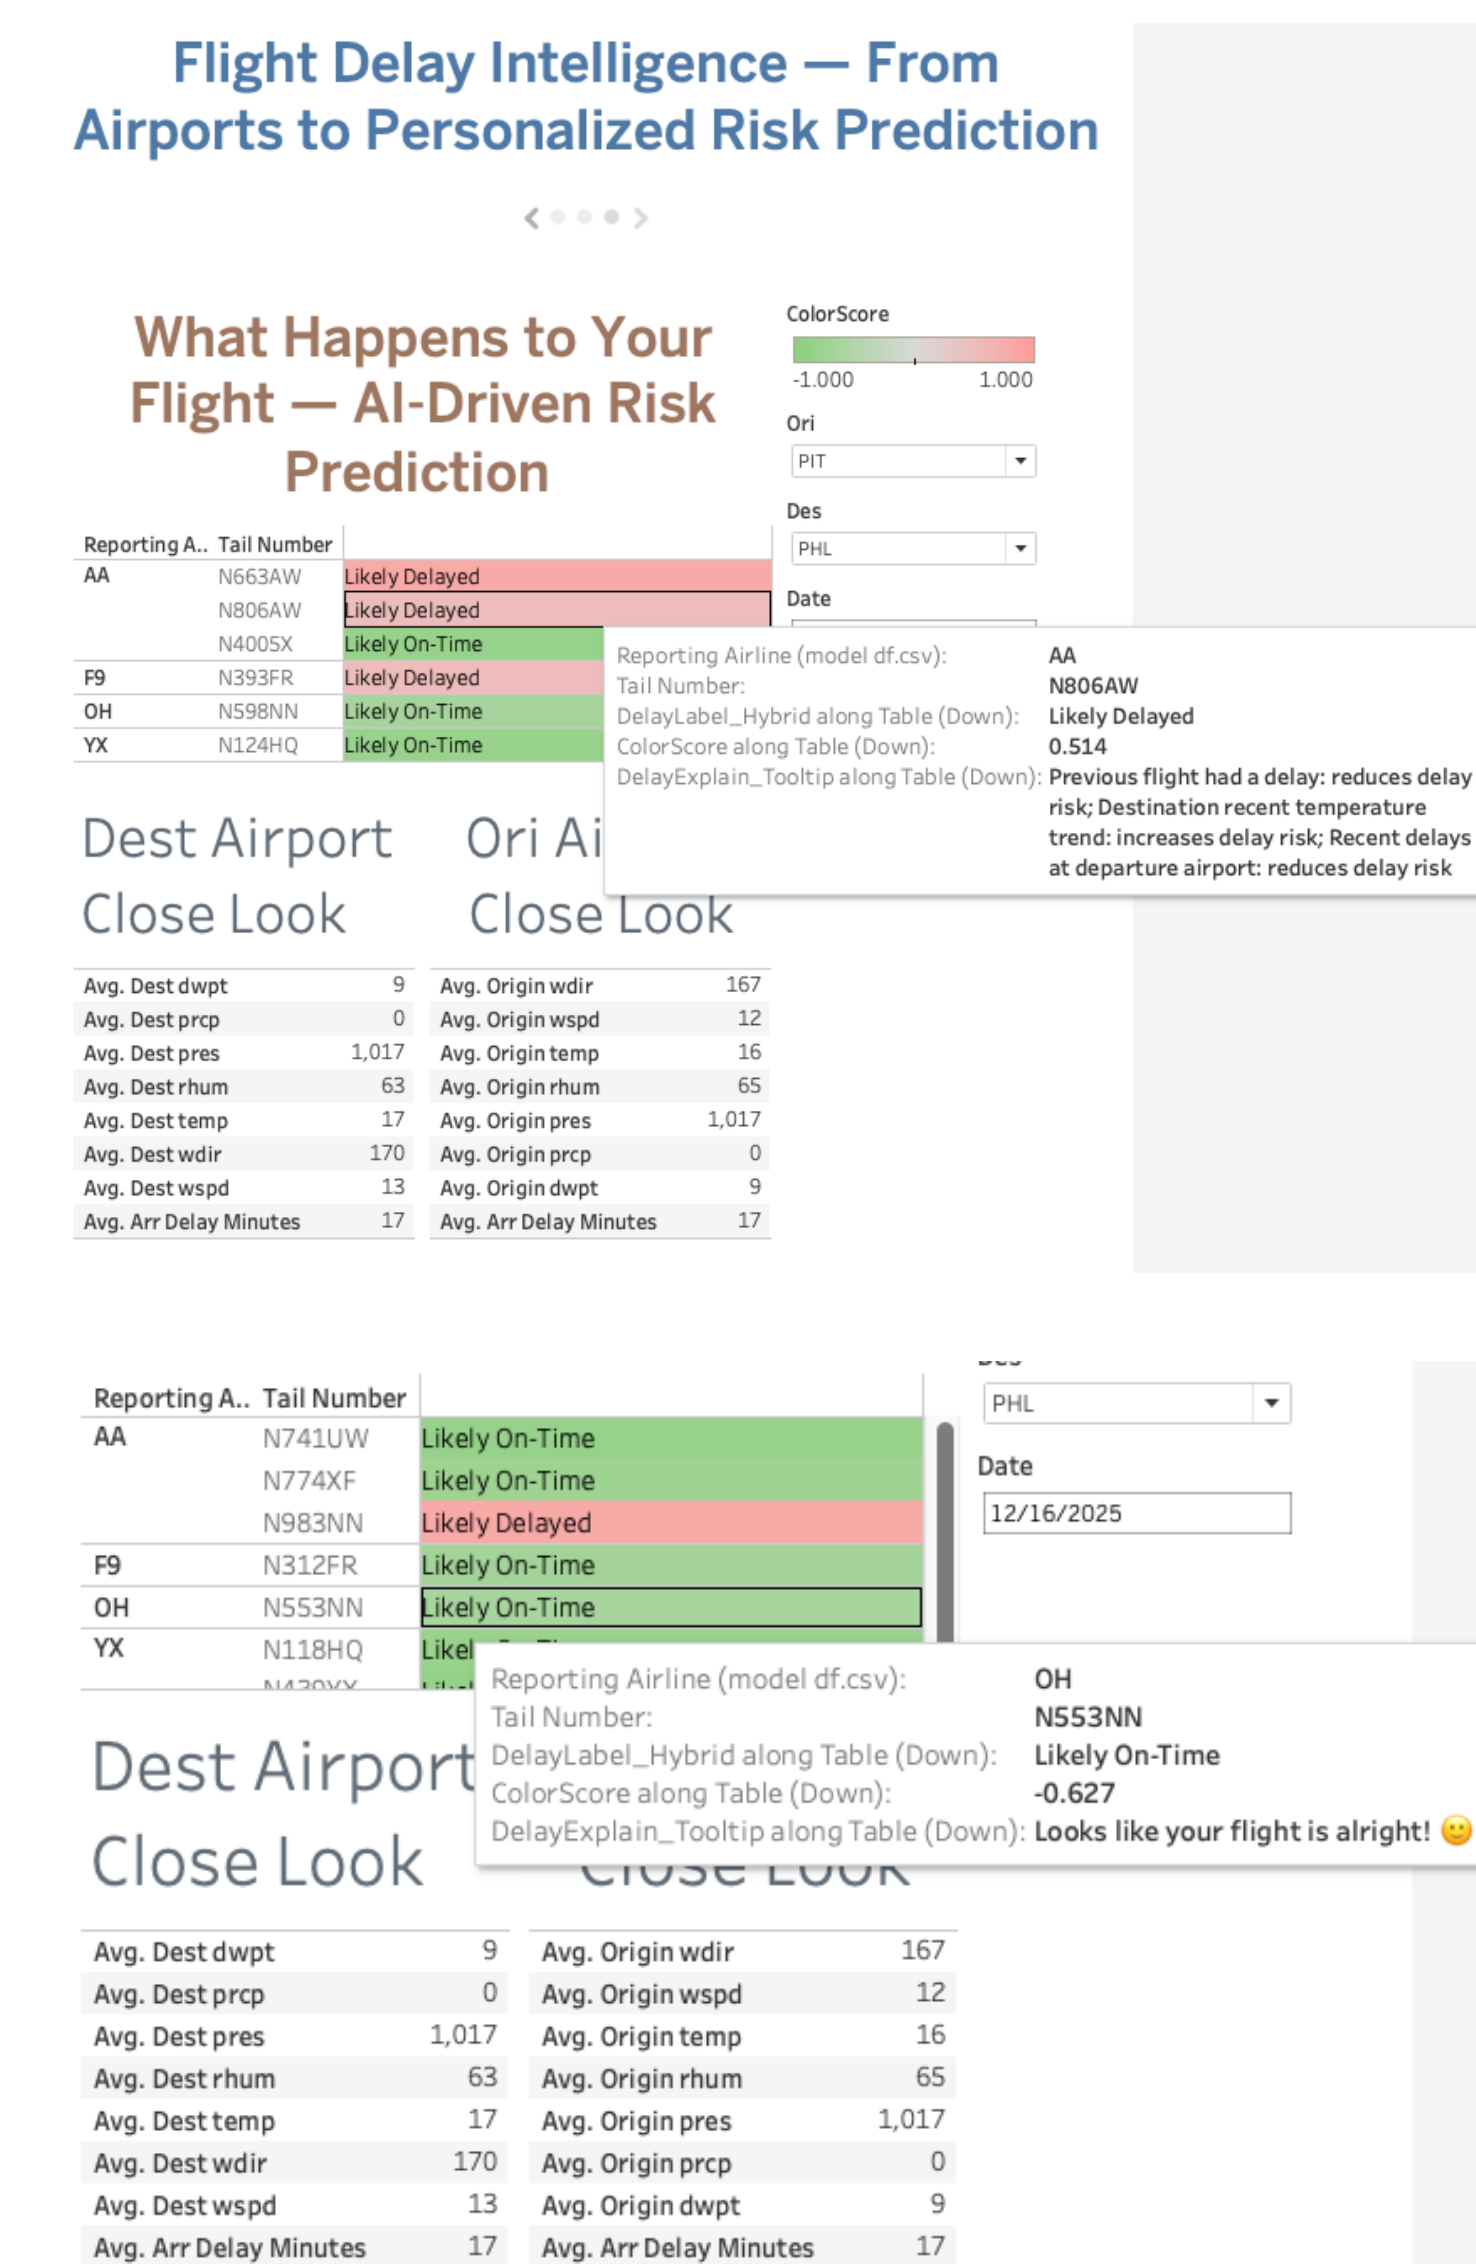 Flight Delay Intelligence — From
Airports to Personalized Risk Prediction
What Happens to Your
Flight — AI-Driven Risk
Prediction
ColorScore
-1.000 1.000
Ori
PIT
Des
PHL
Date
Reporting A.. Tail Number
AA N663AW Likely Delayed
N806AW Likely Delayed
N4005X Likely On-Time
F9 N393FR Likely Delayed
OH N598NN Likely On-Time
YX N124HQ Likely On-Time
Reporting Airline (model df.csv): AA
Tail Number: N806AW
DelayLabel_Hybrid along Table (Down): Likely Delayed
ColorScore along Table (Down): 0.514
DelayExplain_Tooltip along Table (Down): Previous flight had a delay: reduces delay
risk; Destination recent temperature
trend: increases delay risk; Recent delays
at departure airport: reduces delay risk
Dest Airport
Close Look
Ori Ai
Close Look
Avg. Dest dwpt 9
Avg. Dest prcp 0
Avg. Dest pres 1,017
Avg. Dest rhum 63
Avg. Dest temp 17
Avg. Dest wdir 170
Avg. Dest wspd 13
Avg. Arr Delay Minutes 17
Avg. Origin wdir 167
Avg. Origin wspd 12
Avg. Origin temp 16
Avg. Origin rhum 65
Avg. Origin pres 1,017
Avg. Origin prcp 0
Avg. Origin dwpt 9
Avg. Arr Delay Minutes 17
PHL
Date
12/16/2025
Reporting A.. Tail Number
AA N741UW Likely On-Time
N774XF Likely On-Time
N983NN Likely Delayed
F9 N312FR Likely On-Time
OH N553NN Likely On-Time
YX N118HQ Likel
Reporting Airline (model df.csv): OH
Tail Number: N553NN
DelayLabel_Hybrid along Table (Down): Likely On-Time
ColorScore along Table (Down): -0.627
DelayExplain_Tooltip along Table (Down): Looks like your flight is alright! 🙂
Dest Airport
Close Look
Close Look
Avg. Dest dwpt 9
Avg. Dest prcp 0
Avg. Dest pres 1,017
Avg. Dest rhum 63
Avg. Dest temp 17
Avg. Dest wdir 170
Avg. Dest wspd 13
Avg. Arr Delay Minutes 17
Avg. Origin wdir 167
Avg. Origin wspd 12
Avg. Origin temp 16
Avg. Origin rhum 65
Avg. Origin pres 1,017
Avg. Origin prcp 0
Avg. Origin dwpt 9
Avg. Arr Delay Minutes 17